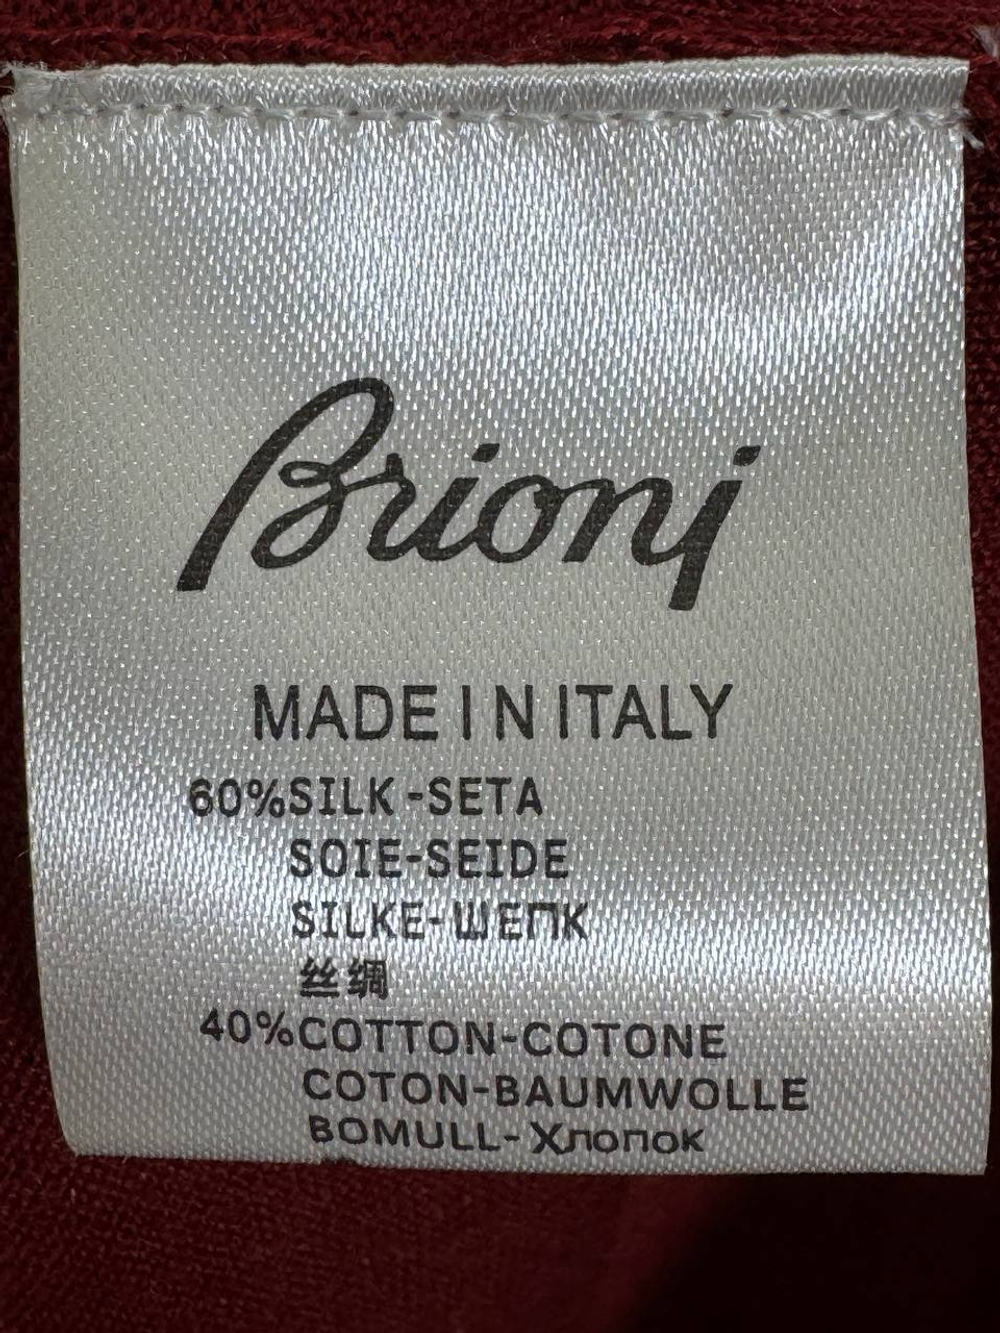 Brioni
MADE IN ITALY
60%SILK-SETA
SOIE-SEIDE
SILKE-ШЕПК
丝绸
40%COTTON-COTONE
COTON-BAUMWOLLE
BOMULL-Хлопок